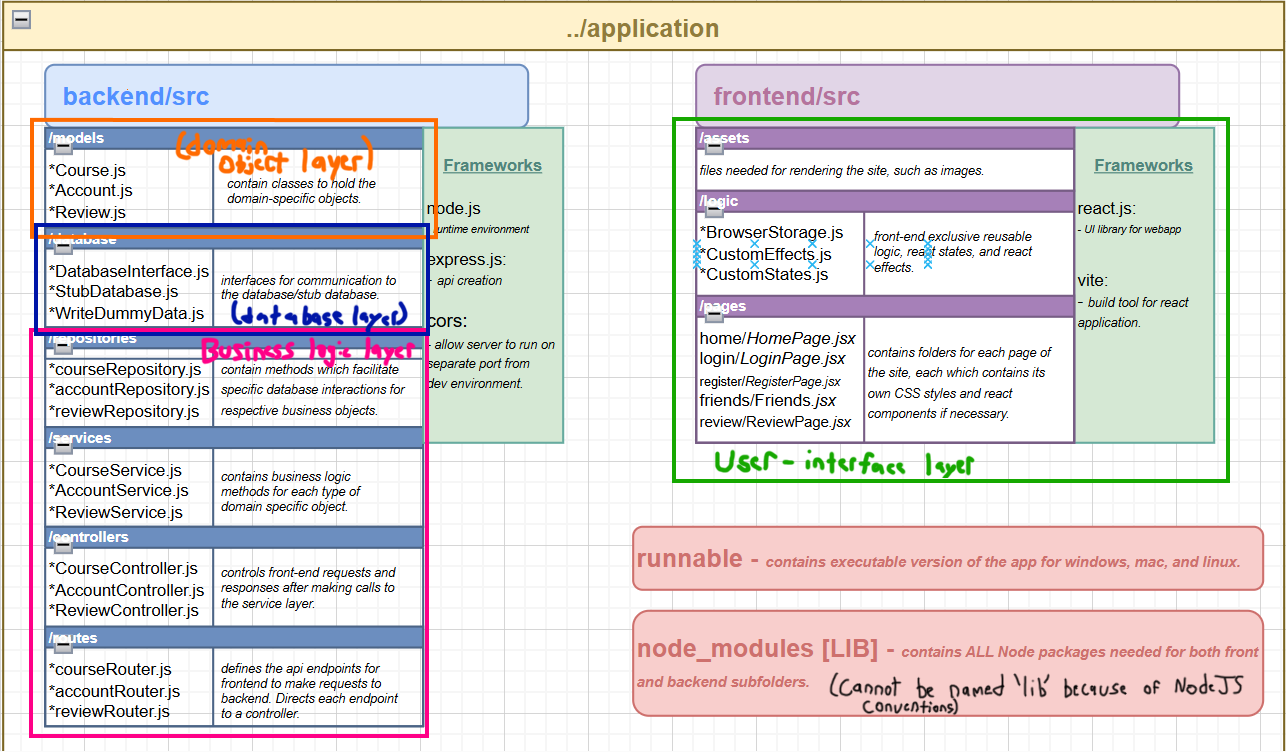 ../application
backend/src
/models
(domain
Object layer)
*Course.js
*Account.js
*Review.js
contain classes to hold the
domain-specific objects.
/database
*DatabaseInterface.js
*StubDatabase.js
*WriteDummyData.js
interfaces for communication to
the database/stub database.
(database layer)
/repositories
Business logic layer
*courseRepository.js
*accountRepository.js
*reviewRepository.js
contain methods which facilitate
specific database interactions for
respective business objects.
/services
*CourseService.js
*AccountService.js
*ReviewService.js
contains business logic
methods for each type of
domain specific object.
/controllers
*CourseController.js
*AccountController.js
*ReviewController.js
controls front-end requests and
responses after making calls to
the service layer.
/routes
*courseRouter.js
*accountRouter.js
*reviewRouter.js
defines the api endpoints for
frontend to make requests to
backend. Directs each endpoint
to a controller.
Frameworks
node.js
runtime environment
express.js:
- api creation
cors:
- allow server to run on
separate port from
dev environment.
frontend/src
/assets
files needed for rendering the site, such as images.
/logic
*BrowserStorage.js
*CustomEffects.js
*CustomStates.js
front-end exclusive reusable
logic, react states, and react
effects.
/pages
home/HomePage.jsx
login/LoginPage.jsx
register/RegisterPage.jsx
friends/Friends.jsx
review/ReviewPage.jsx
contains folders for each page of
the site, each which contains its
own CSS styles and react
components if necessary.
Frameworks
react.js:
- UI library for webapp
vite:
- build tool for react
application.
User-interface layer
runnable - contains executable version of the app for windows, mac, and linux.
node_modules [LIB] - contains ALL Node packages needed for both front
and backend subfolders.
(Cannot be named 'lib' because of NodeJS
conventions)